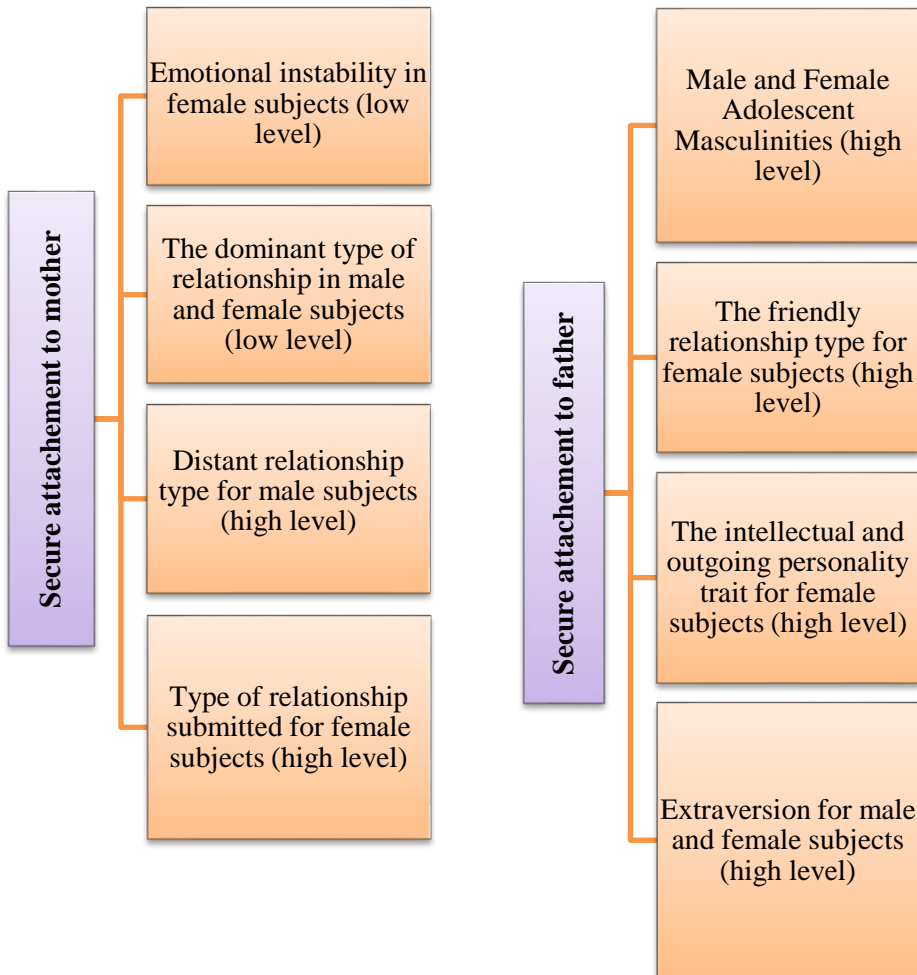 Secure attachement to mother
Emotional instability in
female subjects (low
level)
The dominant type of
relationship in male
and female subjects
(low level)
Distant relationship
type for male subjects
(high level)
Type of relationship
submitted for female
subjects (high level)
Secure attachement to father
Male and Female
Adolescent
Masculinities (high
level)
The friendly
relationship type for
female subjects (high
level)
The intellectual and
outgoing personality
trait for female
subjects (high level)
Extraversion for male
and female subjects
(high level)